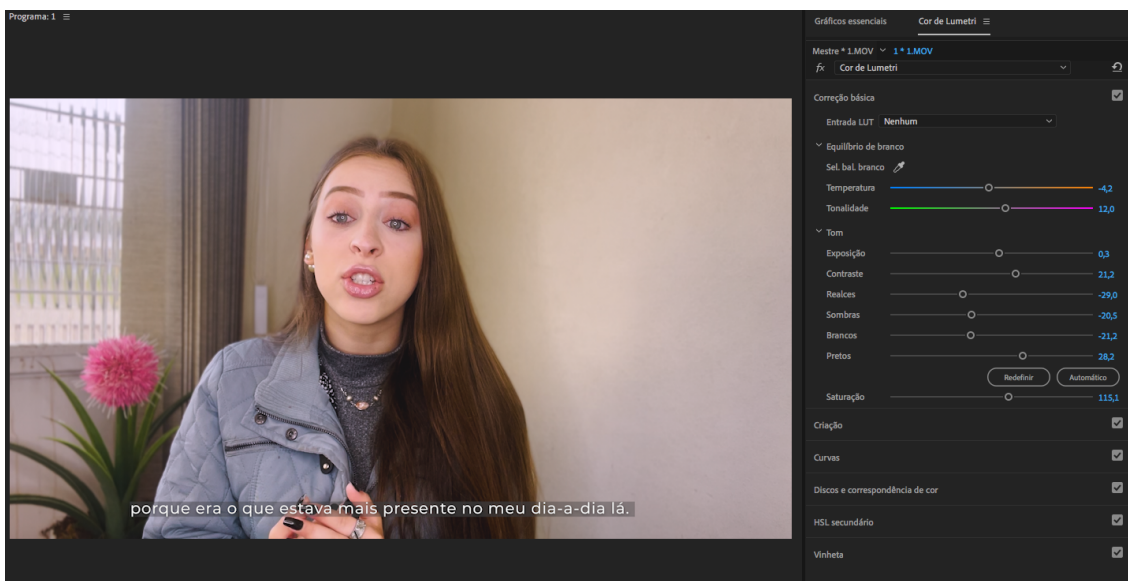 Programa: 1
Gráficos essenciais Cor de Lumetri
Mestre * 1.MOV 1 * 1.MOV
fx Cor de Lumetri
Correção básica
Entrada LUT Nenhum
Equilíbrio de branco
Sel. bal. branco
Temperatura -4,2
Tonalidade 12,0
Tom
Exposição 0,3
Contraste 21,2
Realces -29,0
Sombras -20,5
Brancos -21,2
Pretos 28,2
Redefinir Automático
Saturação 115,1
Criação
Curvas
Discos e correspondência de cor
HSL secundário
Vinheta
porque era o que estava mais presente no meu dia-a-dia lá.